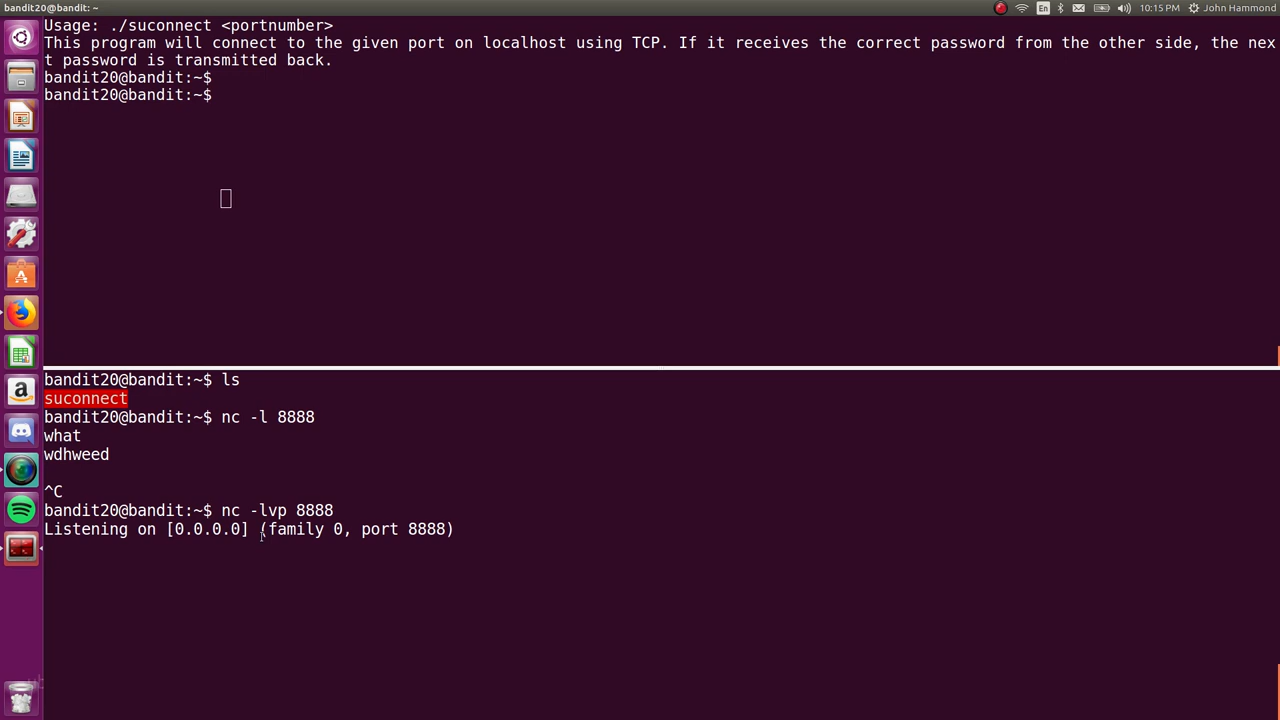 bandit20@bandit: ~
En
10:15 PM
John Hammond
Usage: ./suconnect <portnumber>
This program will connect to the given port on localhost using TCP. If it receives the correct password from the other side, the nex
t password is transmitted back.
bandit20@bandit:~$
bandit20@bandit:~$
bandit20@bandit:~$ ls
suconnect
bandit20@bandit:~$ nc -l 8888
what
wdhweed
^C
bandit20@bandit:~$ nc -lvp 8888
Listening on [0.0.0.0] (family 0, port 8888)